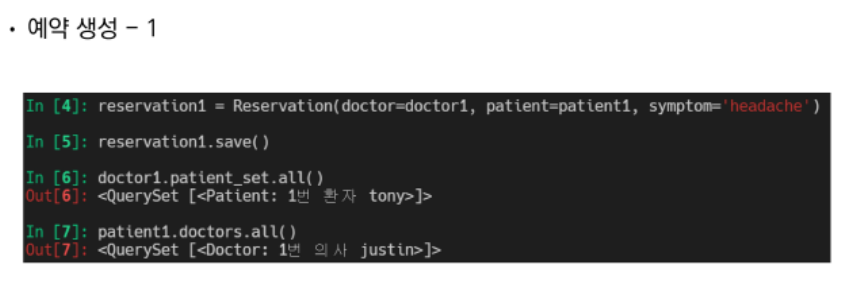 • 예약 생성 – 1
In [4]: reservation1 = Reservation(doctor=doctor1, patient=patient1, symptom='headache')
In [5]: reservation1.save()
In [6]: doctor1.patient_set.all()
Out[6]: <QuerySet [<Patient: 1번 환자 tony>]>
In [7]: patient1.doctors.all()
Out[7]: <QuerySet [<Doctor: 1번 의사 justin>]>